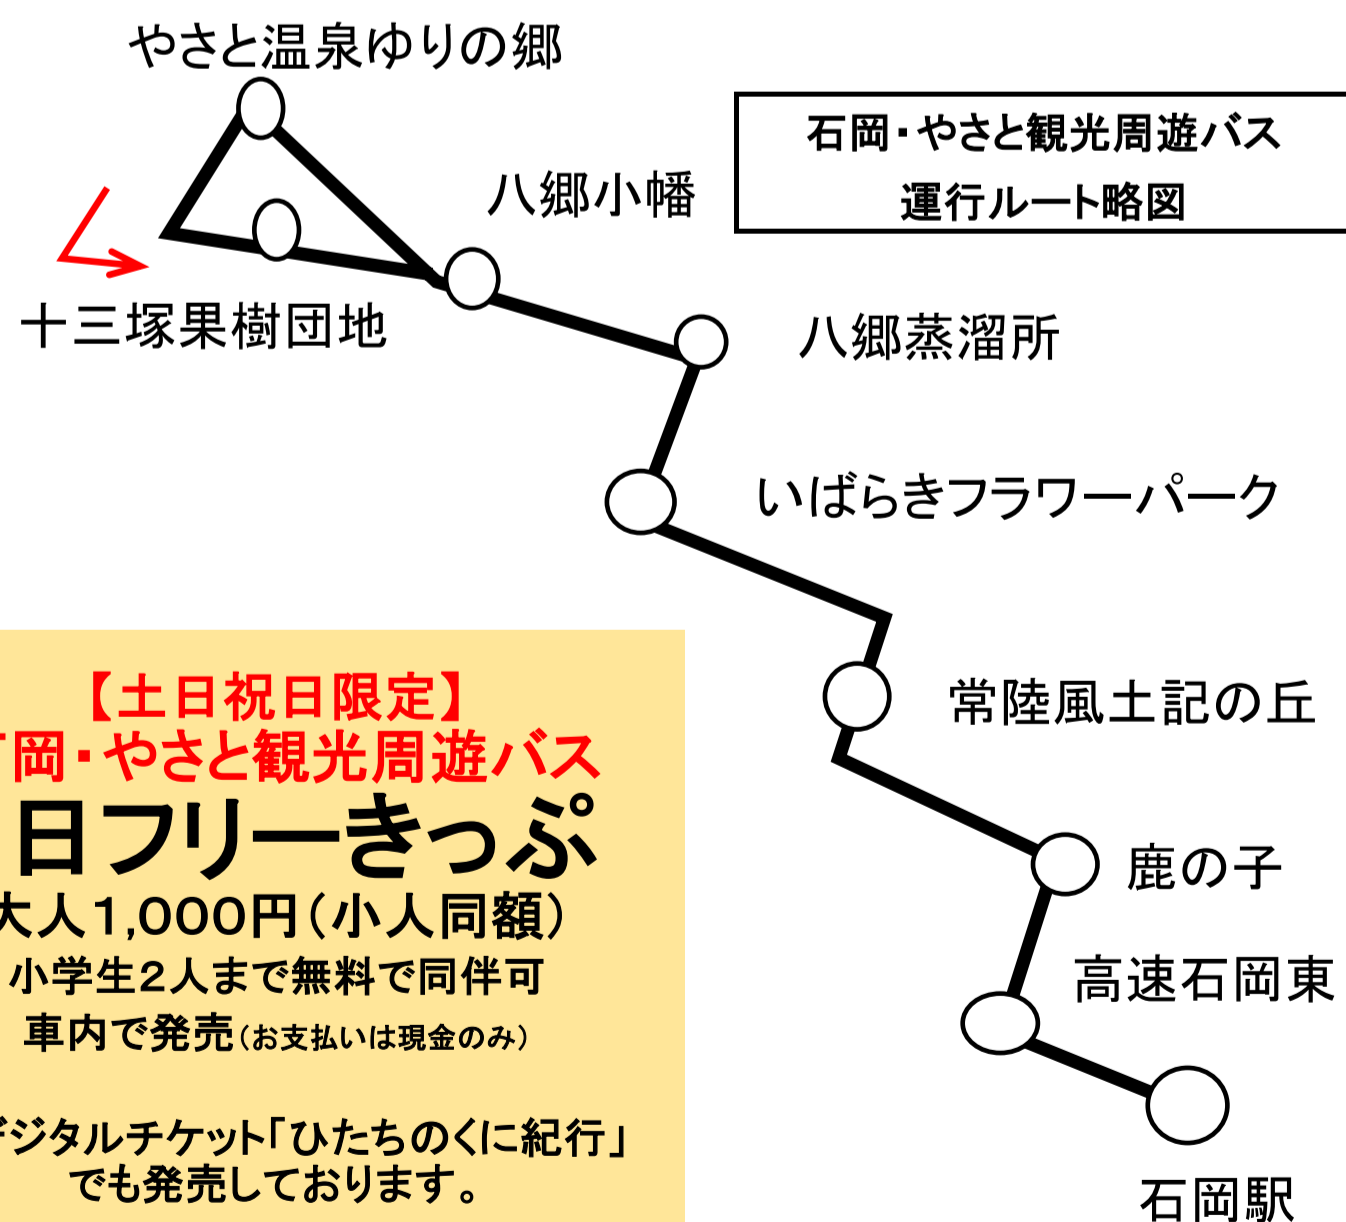 やさと温泉ゆりの郷
石岡・やさと観光周遊バス
運行ルート略図
八郷小幡
十三塚果樹団地
八郷蒸溜所
いばらきフラワーパーク
常陸風土記の丘
鹿の子
高速石岡東
石岡駅
【土日祝日限定】
岡・やさと観光周遊バス
日フリーきっぷ
大人1,000円(小人同額)
小学生2人まで無料で同伴可
車内で発売(お支払いは現金のみ)
デジタルチケット「ひたちのくに紀行」
でも発売しております。